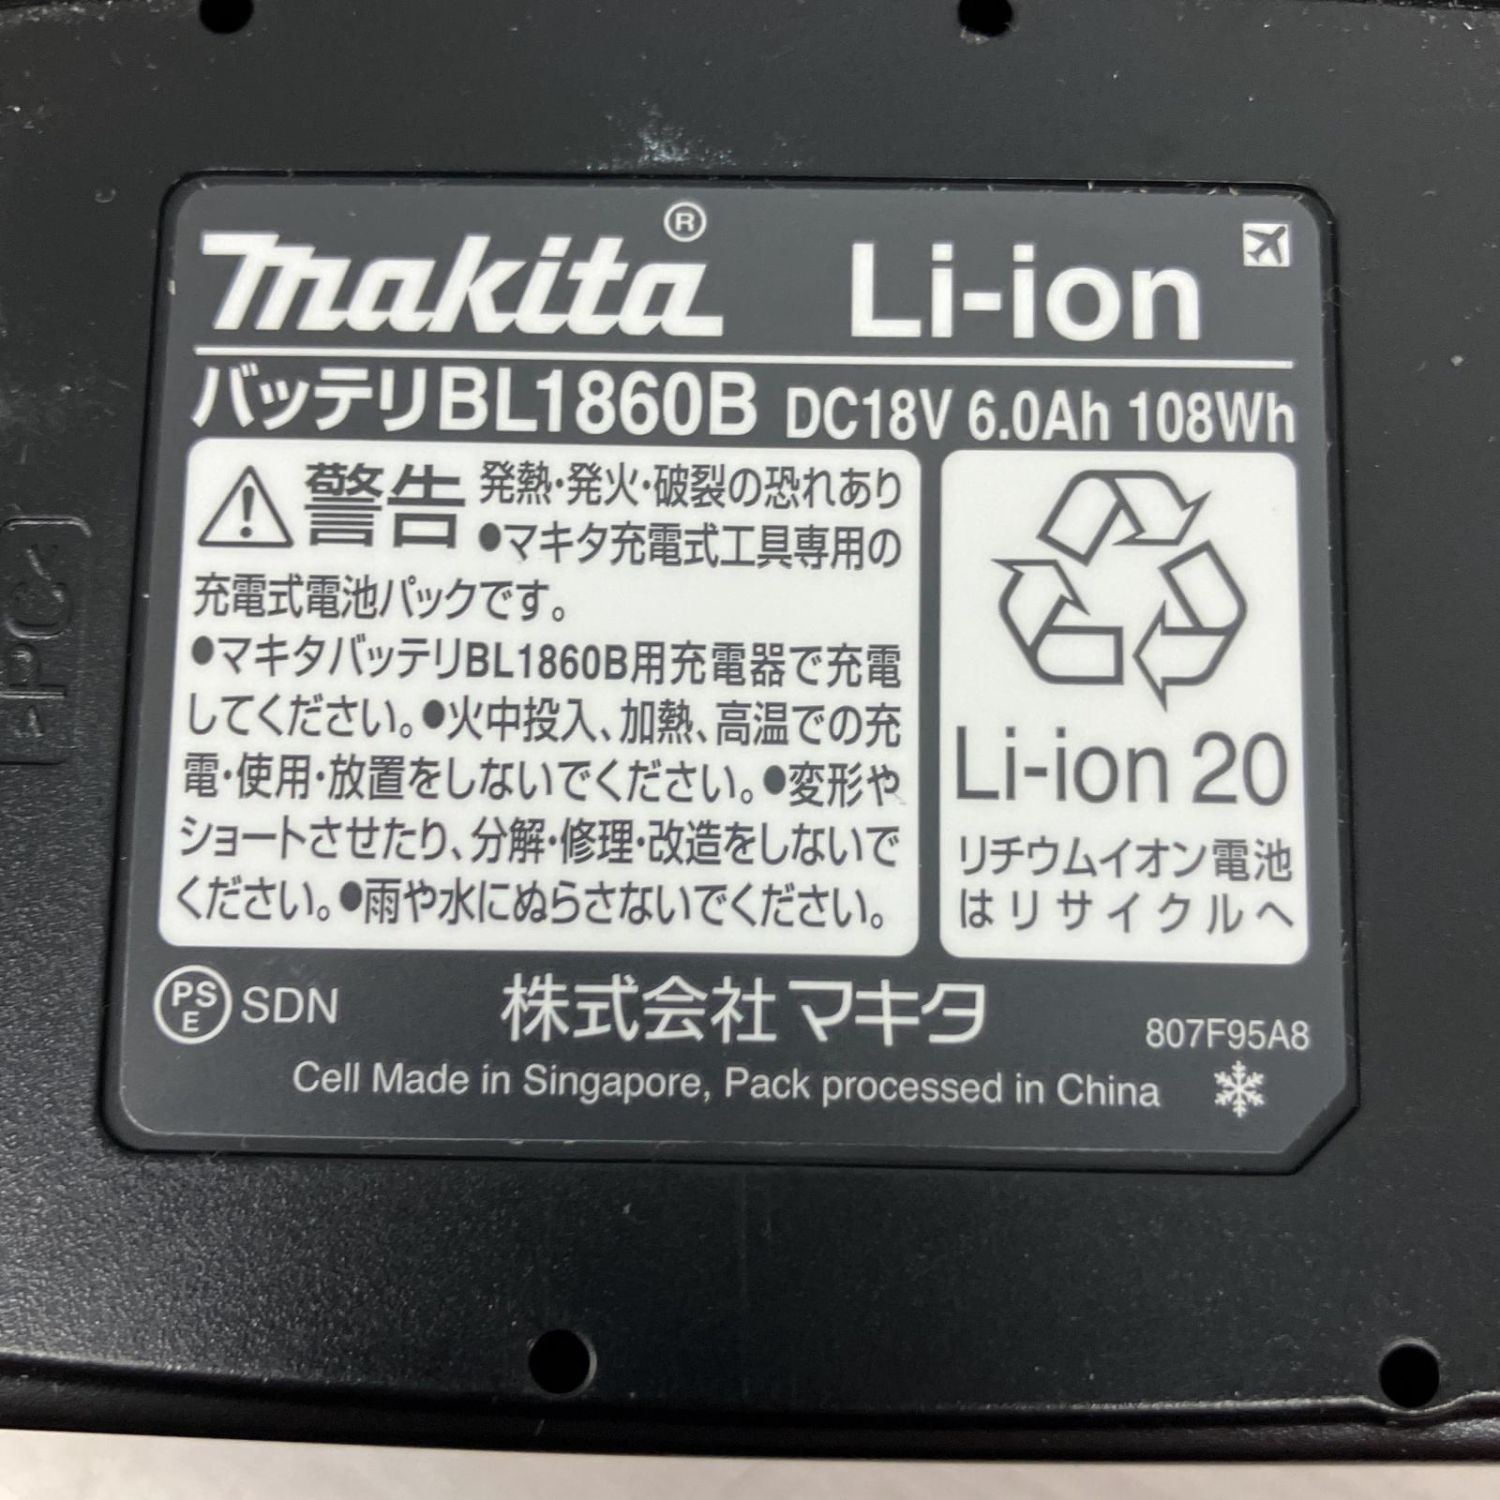 makita® Li-ion
バッテリBL1860B DC18V 6.0Ah 108Wh
警告 発熱・発火・破裂の恐れあり
●マキタ充電式工具専用の
充電式電池パックです。
●マキタバッテリBL1860B用充電器で充電
してください。●火中投入、加熱、高温での充
電・使用・放置をしないでください。●変形や
ショートさせたり、分解・修理・改造をしないで
ください。●雨や水にぬらさないでください。
Li-ion 20
リチウムイオン電池
はリサイクルへ
PS
E
SDN
株式会社マキタ
807F95A8
Cell Made in Singapore, Pack processed in China